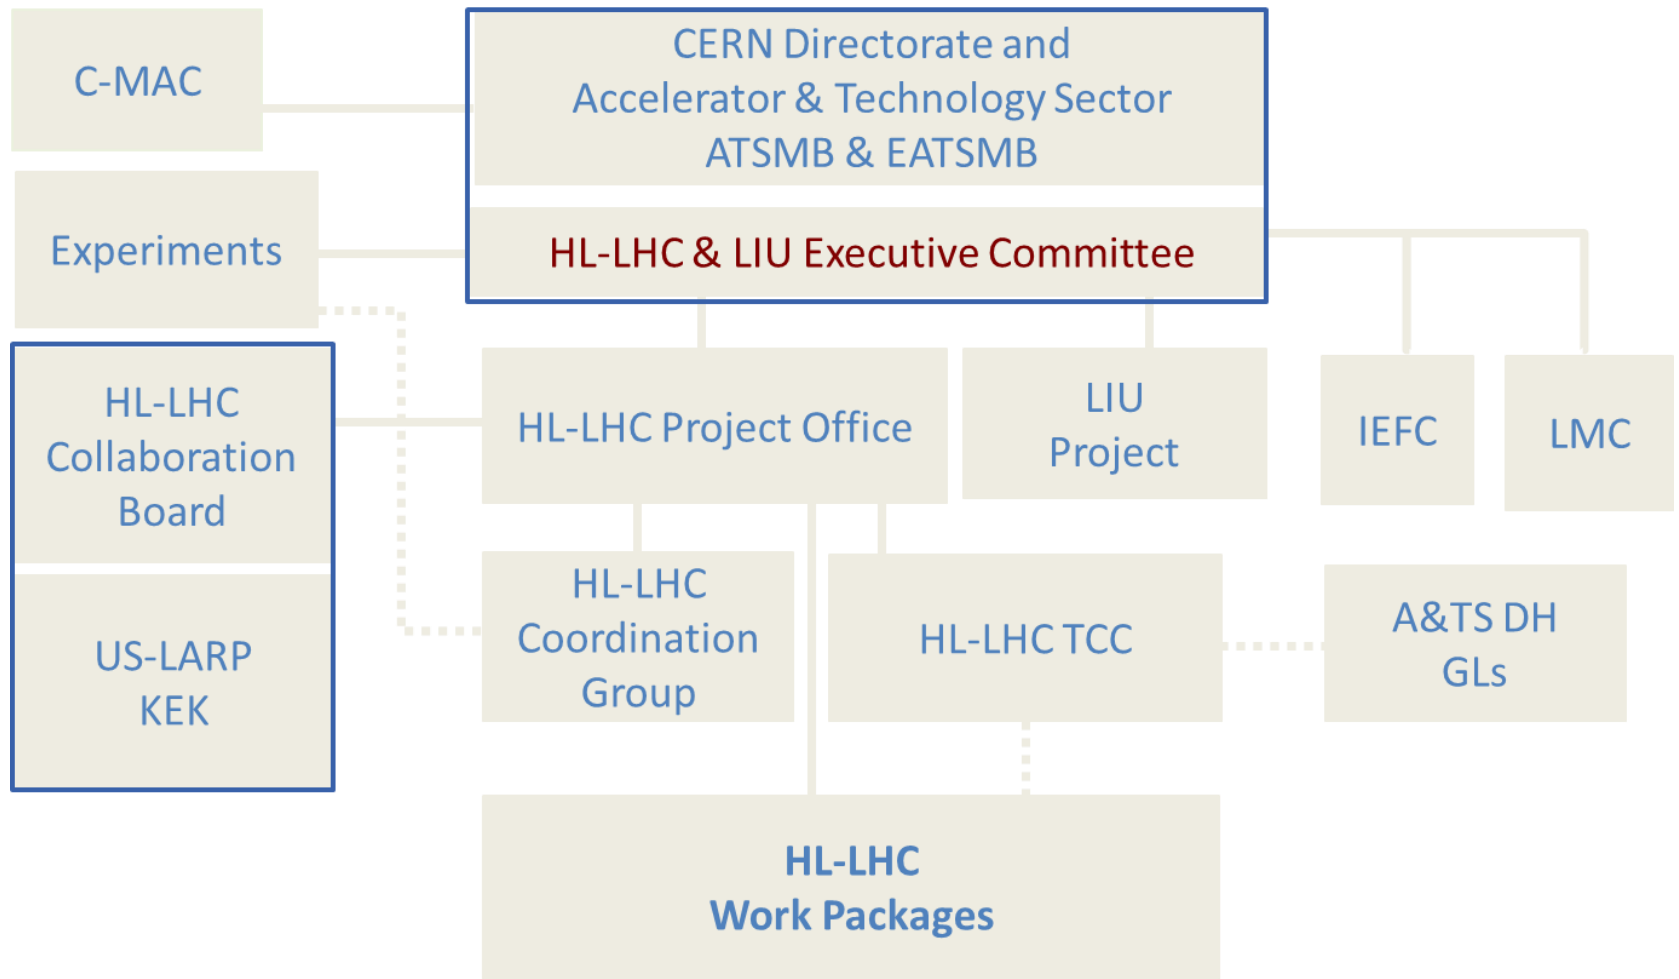 C-MAC
CERN Directorate and
Accelerator & Technology Sector
ATSMB & EATSMB
Experiments
HL-LHC & LIU Executive Committee
HL-LHC
Collaboration
Board
HL-LHC Project Office
LIU
Project
IEFC
LMC
US-LARP
KEK
HL-LHC
Coordination
Group
HL-LHC TCC
A&TS DH
GLs
HL-LHC
Work Packages